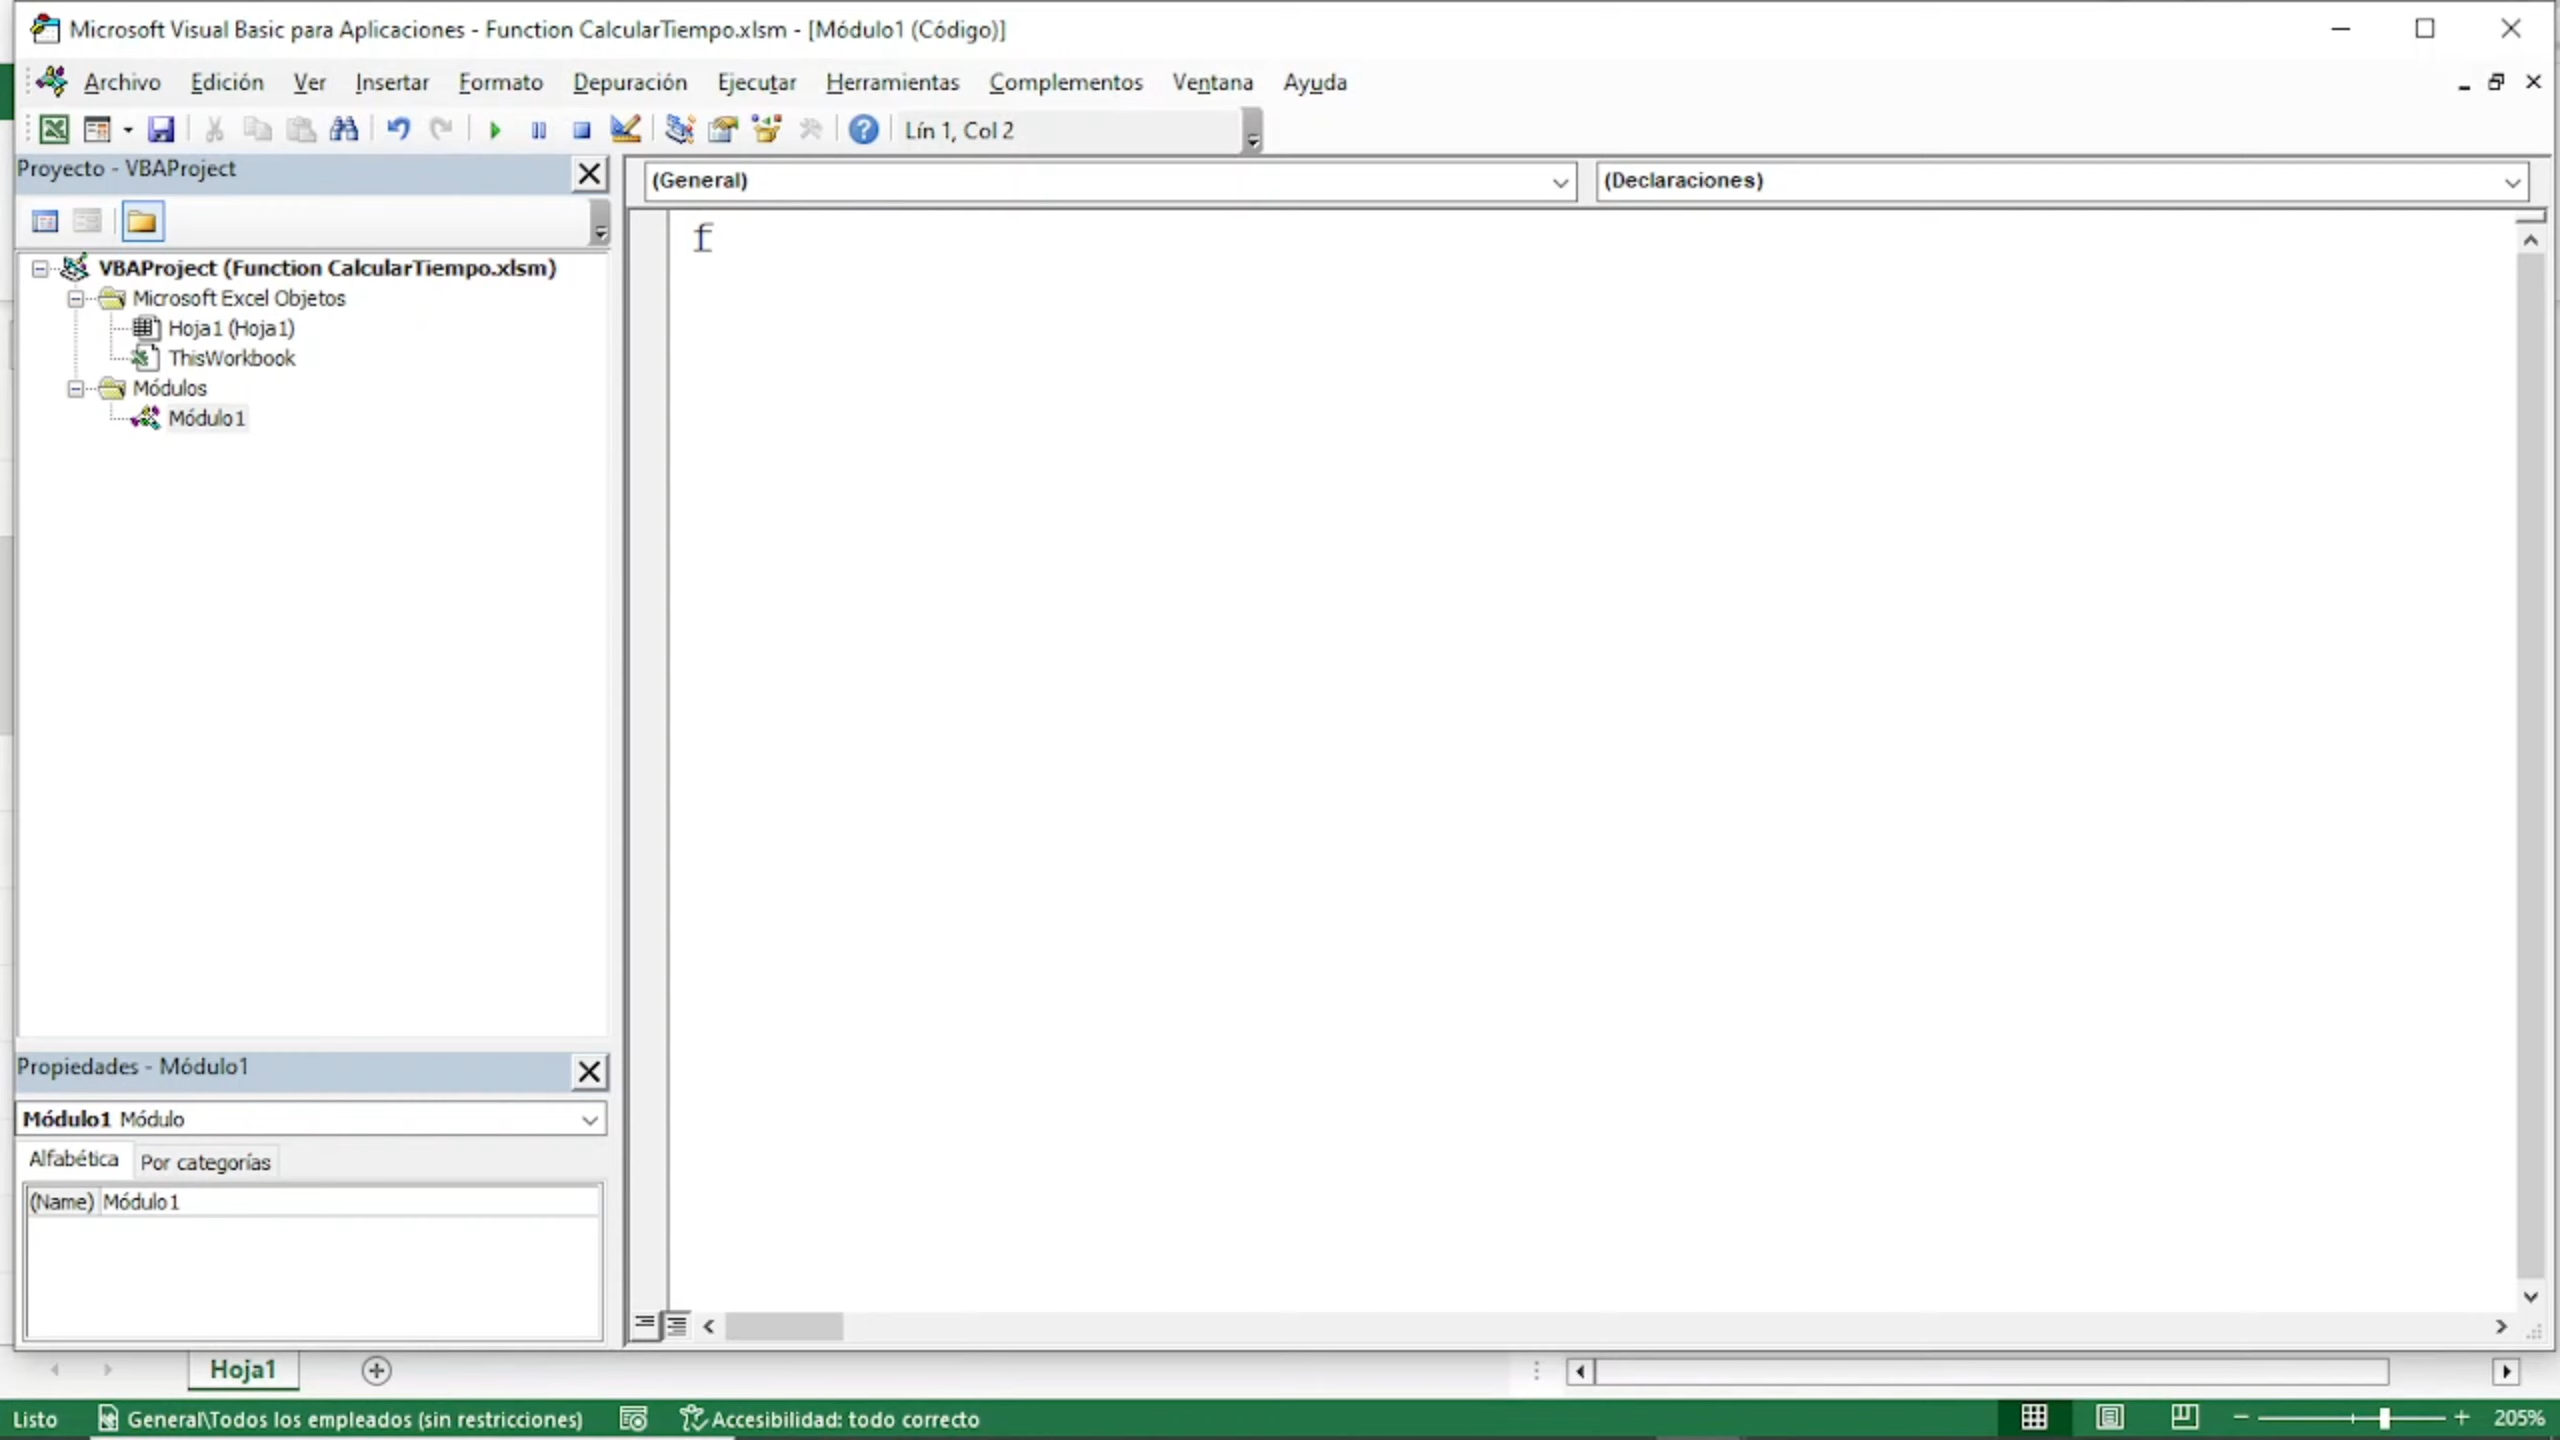 Microsoft Visual Basic para Aplicaciones - Function CalcularTiempo.xlsm - [Módulo1 (Código)]
Archivo Edición Ver Insertar Formato Depuración Ejecutar Herramientas Complementos Ventana Ayuda
Lín 1, Col 2
Proyecto - VBAProject
(General) (Declaraciones)
f
VBAProject (Function CalcularTiempo.xlsm)
Microsoft Excel Objetos
Hoja1 (Hoja1)
ThisWorkbook
Módulos
Módulo1
Propiedades - Módulo1
Módulo1 Módulo
Alfabética Por categorías
(Name) Módulo1
Hoja1
Listo General\Todos los empleados (sin restricciones) Accesibilidad: todo correcto 205%